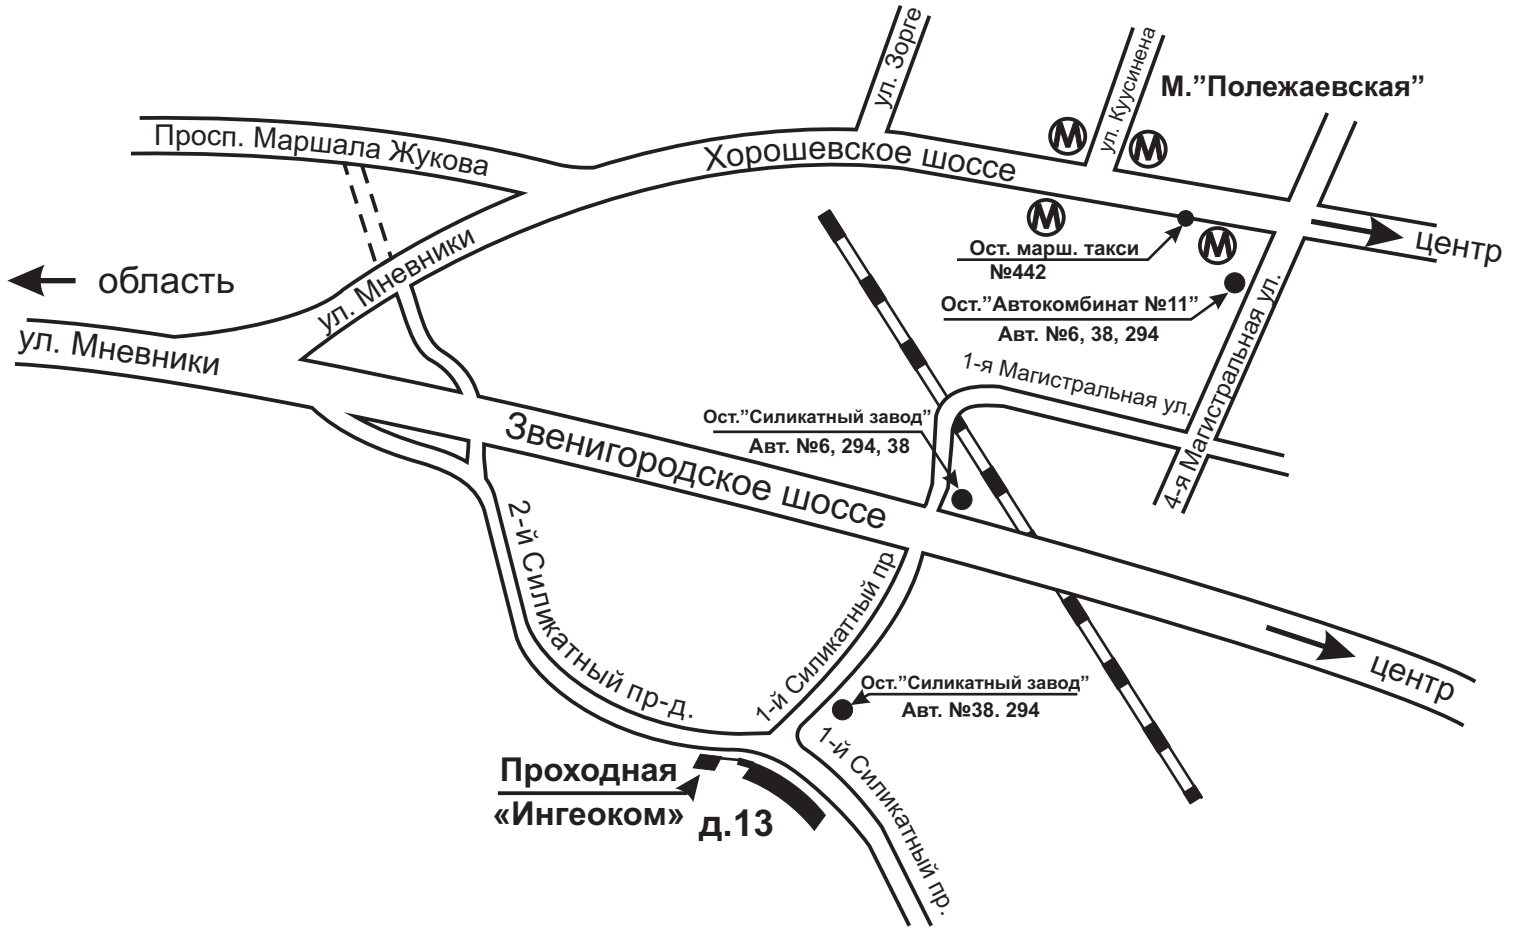 ул. Зорге
ул. Куусинена
М.”Полежаевская”
Просп. Маршала Жукова
Хорошевское шоссе
М
М
М
М
Ост. марш. такси
№442
центр
область
ул. Мневники
ул. Мневники
Ост.”Автокомбинат №11”
Авт. №6, 38, 294
1-я Магистральная ул.
4-я Магистральная ул.
Ост.”Силикатный завод”
Авт. №6, 294, 38
Звенигородское шоссе
2-й Силикатный пр-д.
1-й Силикатный пр.
центр
Ост.”Силикатный завод”
Авт. №38. 294
1-й Силикатный пр.
Проходная
«Ингеоком»
д.13